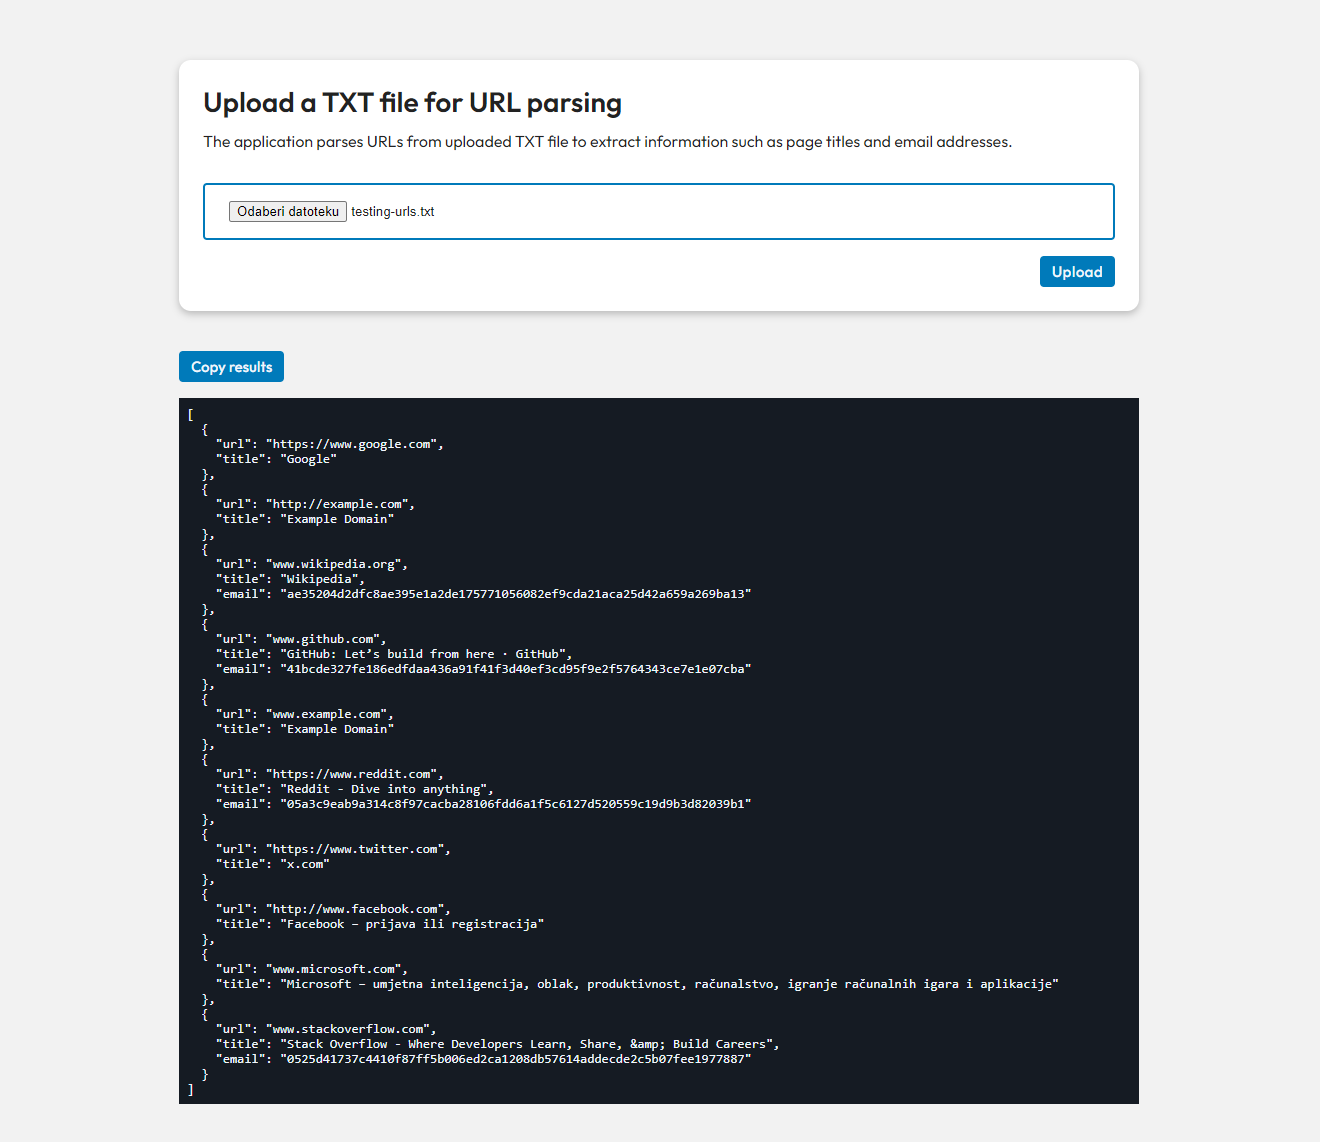 Upload a TXT file for URL parsing
The application parses URLs from uploaded TXT file to extract information such as page titles and email addresses.
Odaberi datoteku testing-urls.txt
Upload
Copy results
[
  {
    "url": "https://www.google.com",
    "title": "Google"
  },
  {
    "url": "http://example.com",
    "title": "Example Domain"
  },
  {
    "url": "www.wikipedia.org",
    "title": "Wikipedia",
    "email": "ae35204d2dfc8ae395e1a2de175771056082ef9cda21aca25d42a659a269ba13"
  },
  {
    "url": "www.github.com",
    "title": "GitHub: Let’s build from here · GitHub",
    "email": "41bcde327fe186edfdaa436a91f41f3d40ef3cd95f9e2f5764343ce7e1e07cba"
  },
  {
    "url": "www.example.com",
    "title": "Example Domain"
  },
  {
    "url": "https://www.reddit.com",
    "title": "Reddit - Dive into anything",
    "email": "05a3c9eab9a314c8f97cacba28106fdd6a1f5c6127d520559c19d9b3d82039b1"
  },
  {
    "url": "https://www.twitter.com",
    "title": "x.com"
  },
  {
    "url": "http://www.facebook.com",
    "title": "Facebook – prijava ili registracija"
  },
  {
    "url": "www.microsoft.com",
    "title": "Microsoft – umjetna inteligencija, oblak, produktivnost, računalstvo, igranje računalnih igara i aplikacije"
  },
  {
    "url": "www.stackoverflow.com",
    "title": "Stack Overflow - Where Developers Learn, Share, &amp; Build Careers",
    "email": "0525d41737c4410f87ff5b006ed2ca1208db57614addecde2c5b07fee1977887"
  }
]